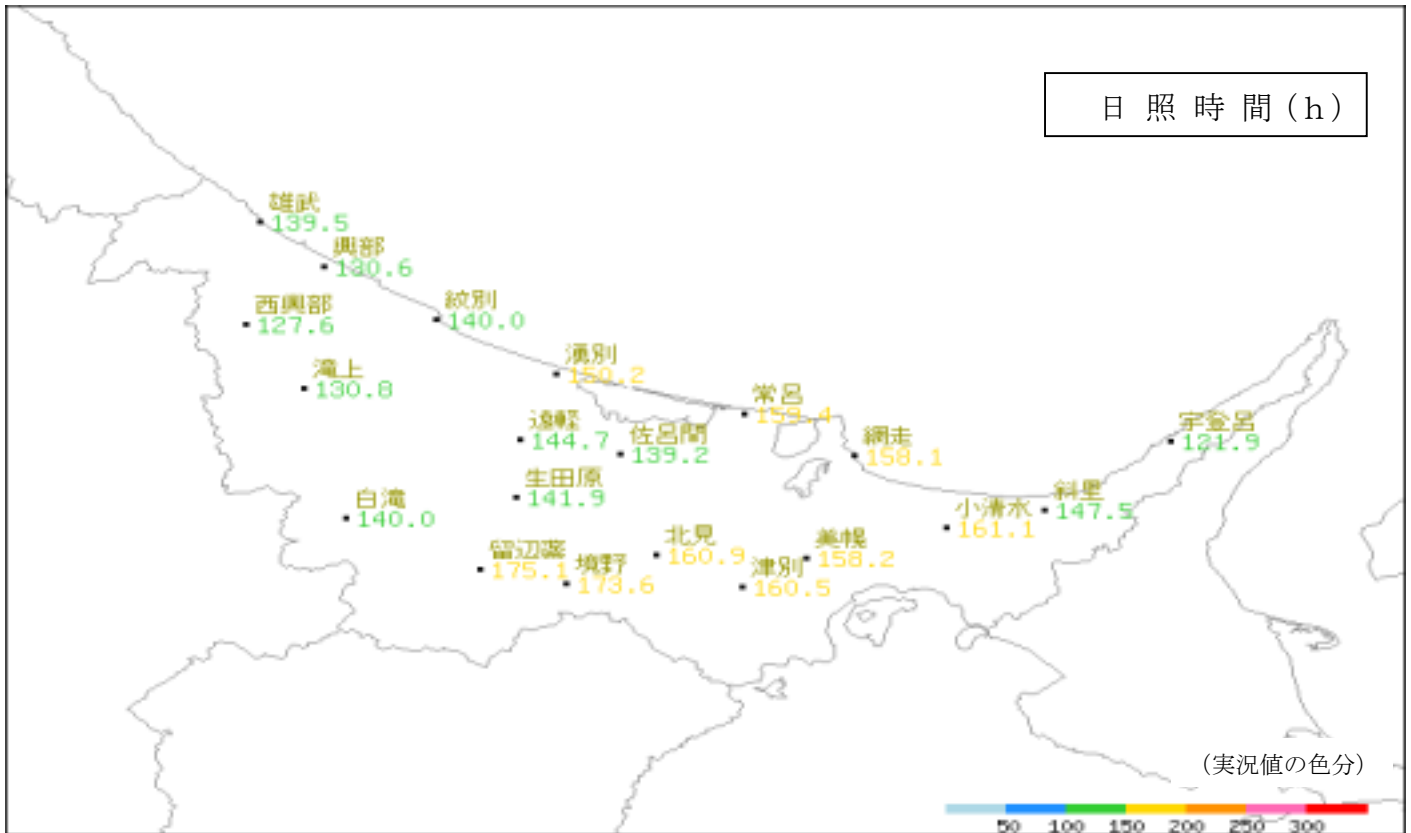 日照時間(h)
雄武
139.5
興部
130.6
西興部
127.6
紋別
140.0
滝上
130.8
湧別
150.2
常呂
159.4
遠軽
144.7
佐呂間
139.2
網走
158.1
宇登呂
121.9
生田原
141.9
白滝
140.0
小清水
161.1
斜里
147.5
留辺蘂
175.1
境野
173.6
北見
160.9
津別
160.5
美幌
158.2
(実況値の色分)
50 100 150 200 250 300